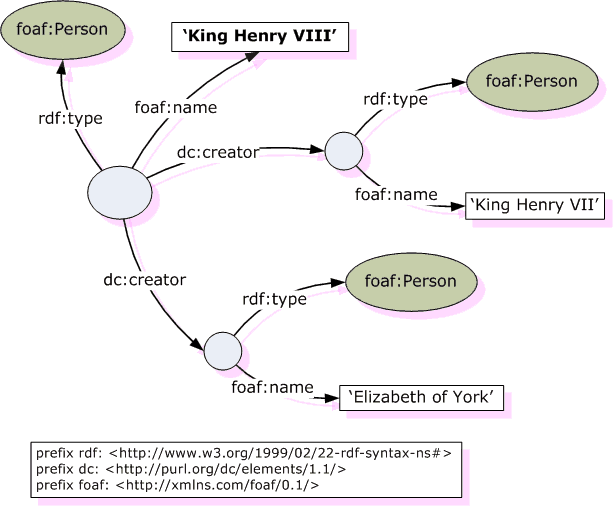 foaf:Person
‘King Henry VIII’
rdf:type
foaf:name
dc:creator
rdf:type
foaf:Person
foaf:name
‘King Henry VII’
dc:creator
rdf:type
foaf:Person
foaf:name
‘Elizabeth of York’
prefix rdf: <http://www.w3.org/1999/02/22-rdf-syntax-ns#>
prefix dc: <http://purl.org/dc/elements/1.1/>
prefix foaf: <http://xmlns.com/foaf/0.1/>